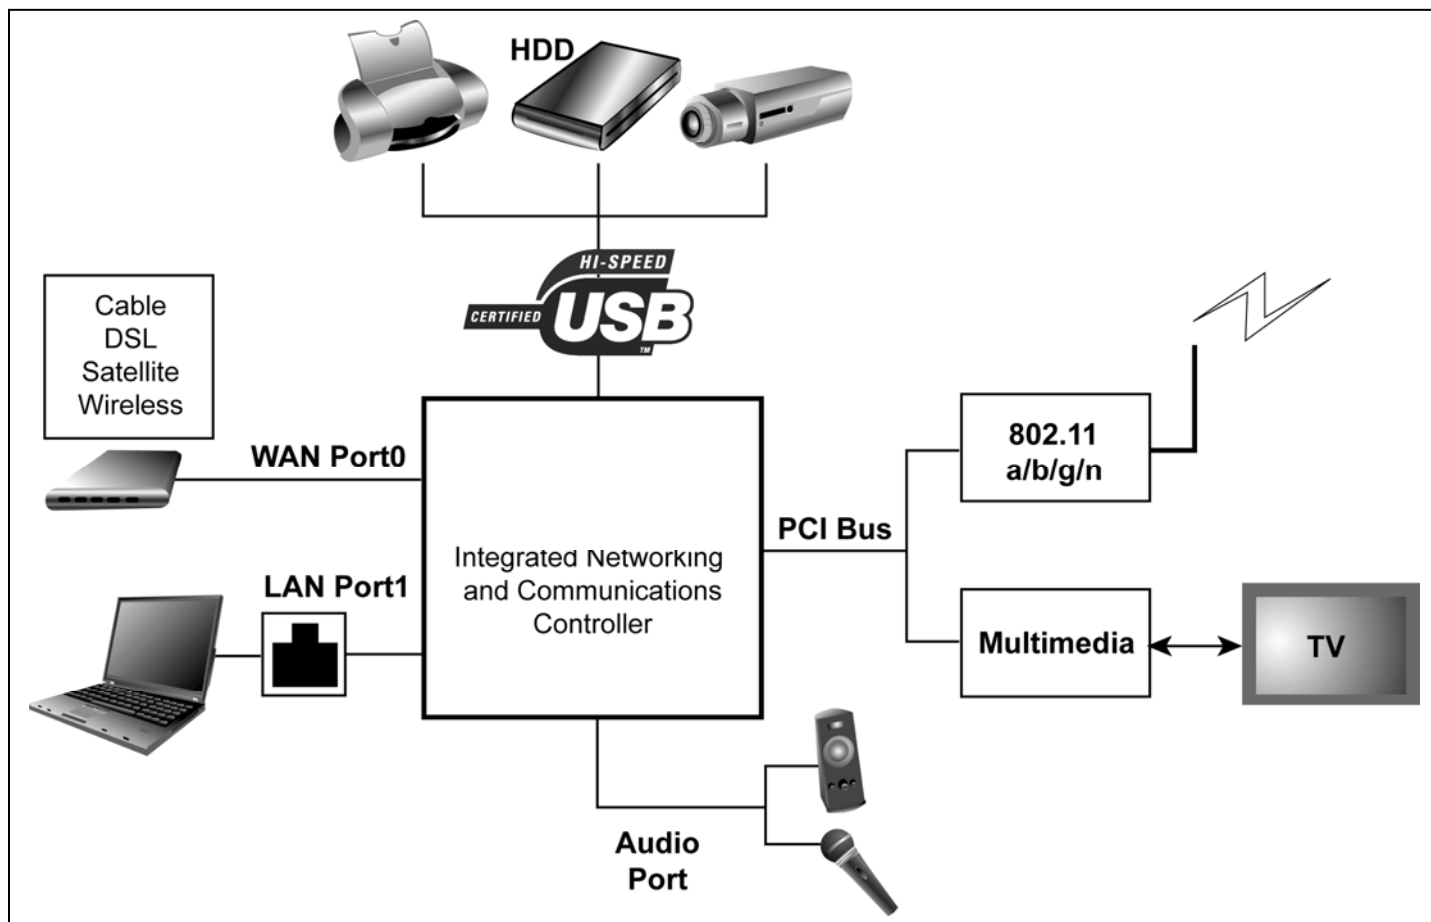 HDD
HI-SPEED
CERTIFIED
USB
TM
Cable
DSL
Satellite
Wireless
WAN Port0
802.11
a/b/g/n
PCI Bus
Integrated Networking
and Communications
Controller
LAN Port1
Multimedia
TV
Audio
Port